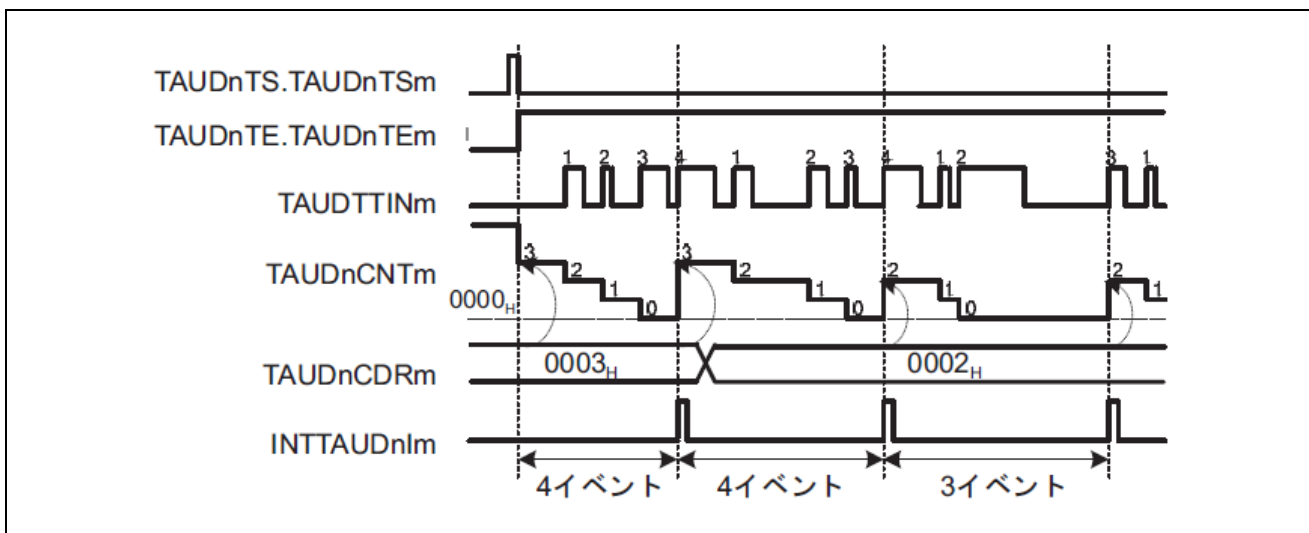 TAUDnTS.TAUDnTSm
TAUDnTE.TAUDnTEm
1 2 3 4 1 2 3 4 1 2 3 1
TAUDTTINm
3 2 1 0 3 2 1 0 2 1 0 2 1
TAUDnCNTm
0000H
0003H 0002H
TAUDnCDRm
INTTAUDnIm
4イベント 4イベント 3イベント